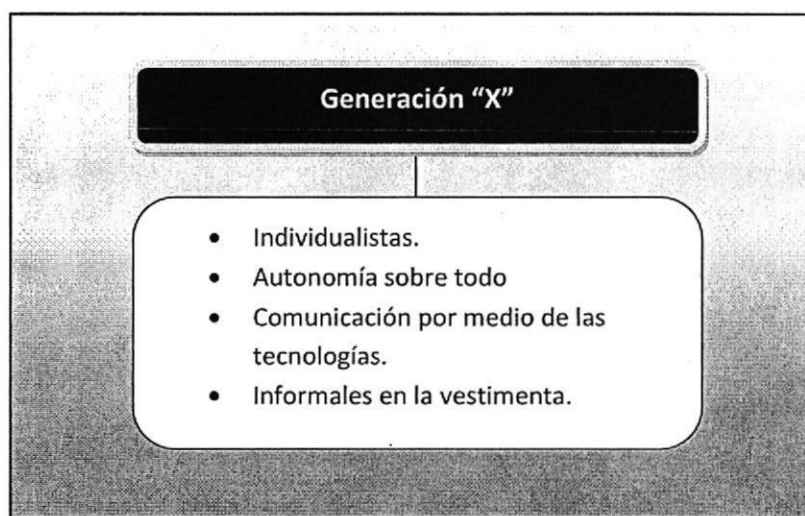 Generación “X”
• Individualistas.
• Autonomía sobre todo
• Comunicación por medio de las
tecnologías.
• Informales en la vestimenta.